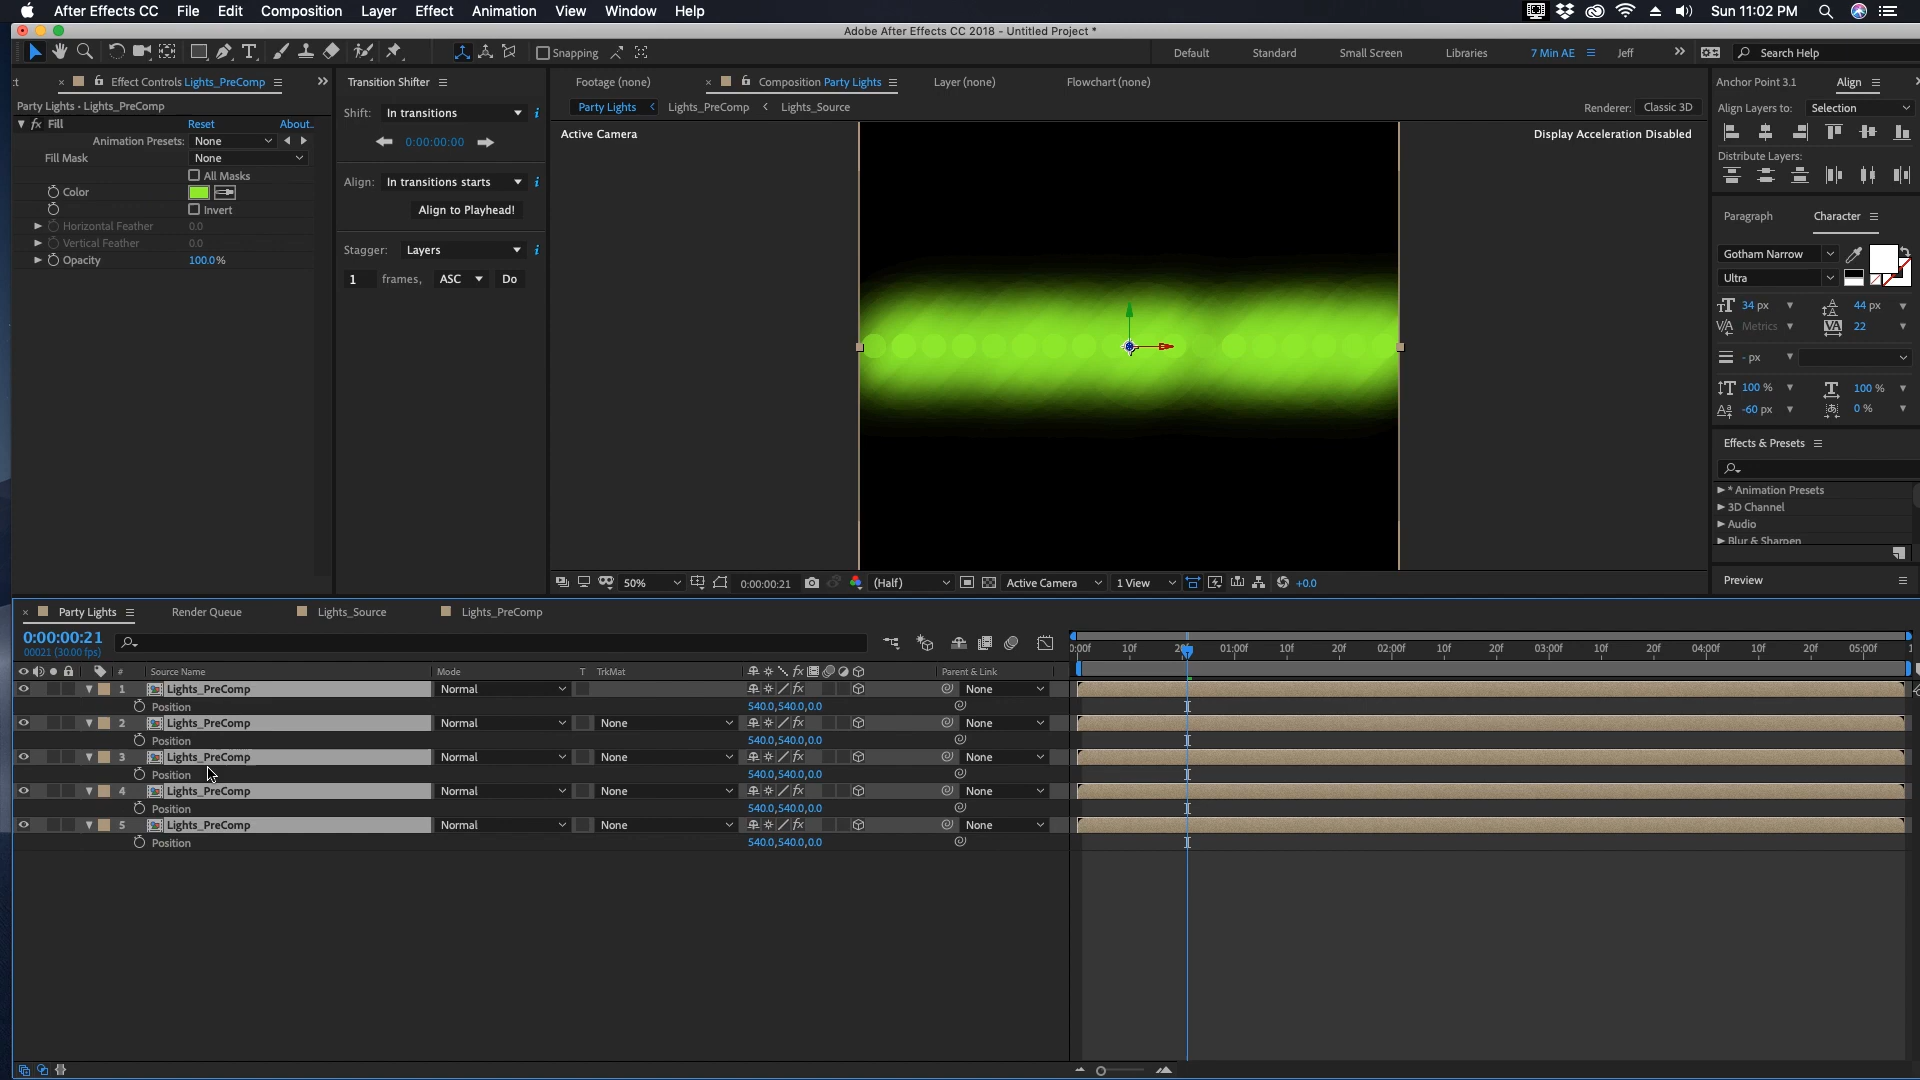 After Effects CC File Edit Composition Layer Effect Animation View Window Help Sun 11:02 PM
Adobe After Effects CC 2018 - Untitled Project *
Snapping Default Standard Small Screen Libraries 7 Min AE Jeff Search Help
Effect Controls Lights_PreComp
Party Lights • Lights_PreComp
fx Fill Reset About..
Animation Presets: None
Fill Mask None
All Masks
Color
Invert
Horizontal Feather 0.0
Vertical Feather 0.0
Opacity 100.0%
Transition Shifter
Shift: In transitions
0:00:00:00
Align: In transitions starts
Align to Playhead!
Stagger: Layers
1 frames, ASC Do
Footage (none) Composition Party Lights Layer (none) Flowchart (none)
Party Lights Lights_PreComp Lights_Source Renderer: Classic 3D
Active Camera Display Acceleration Disabled
50% 0:00:00:21 (Half) Active Camera 1 View +0.0
Anchor Point 3.1 Align
Align Layers to: Selection
Distribute Layers:
Paragraph Character
Gotham Narrow
Ultra
34 px 44 px
Metrics 22
- px
100 % 100 %
-60 px 0 %
Effects & Presets
* Animation Presets
3D Channel
Audio
Blur & Sharpen
Preview
Party Lights Render Queue Lights_Source Lights_PreComp
0:00:00:21
00021 (30.00 fps)
0:00f 10f 20f 01:00f 10f 20f 02:00f 10f 20f 03:00f 10f 20f 04:00f 10f 20f 05:00f
# Source Name Mode T TrkMat Parent & Link
1 Lights_PreComp Normal fx None
Position 540.0,540.0,0.0
2 Lights_PreComp Normal None fx None
Position 540.0,540.0,0.0
3 Lights_PreComp Normal None fx None
Position 540.0,540.0,0.0
4 Lights_PreComp Normal None fx None
Position 540.0,540.0,0.0
5 Lights_PreComp Normal None fx None
Position 540.0,540.0,0.0